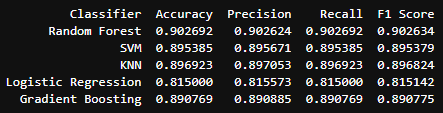 Classifier Accuracy Precision Recall F1 Score
Random Forest 0.902692 0.902624 0.902692 0.902634
SVM 0.895385 0.895671 0.895385 0.895379
KNN 0.896923 0.897053 0.896923 0.896824
Logistic Regression 0.815000 0.815573 0.815000 0.815142
Gradient Boosting 0.890769 0.890885 0.890769 0.890775